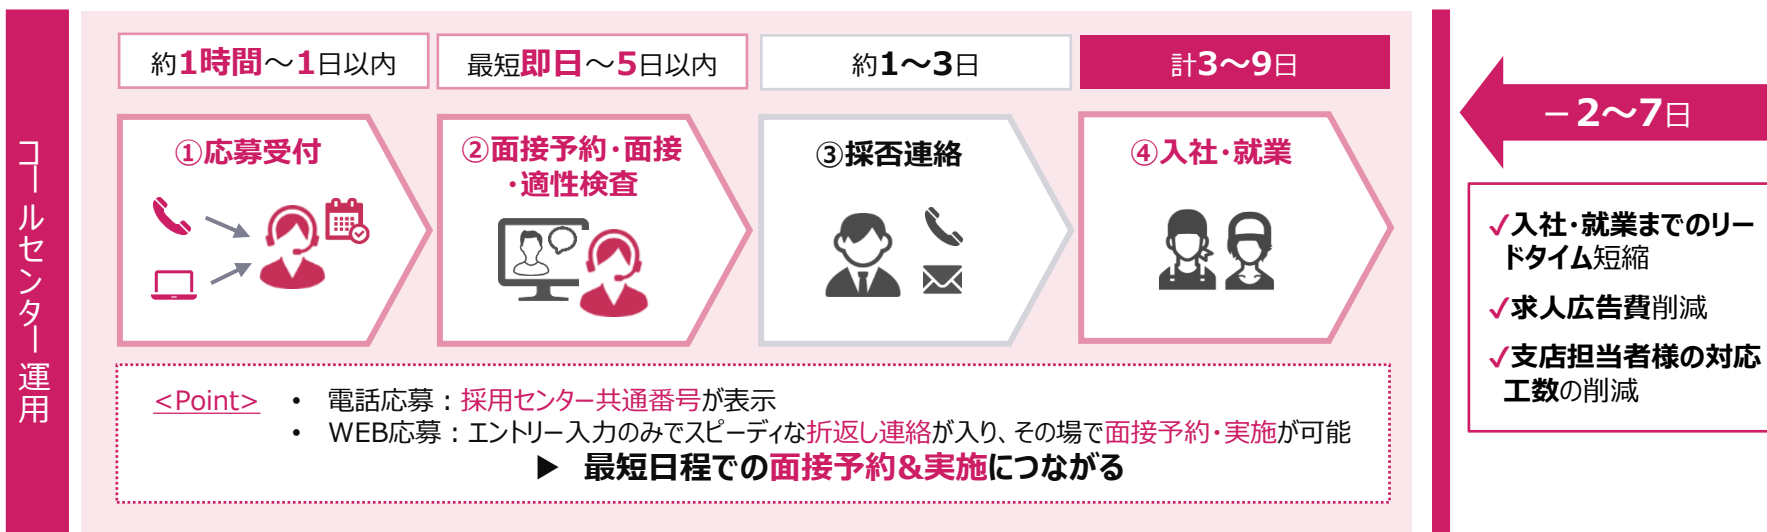 コールセンター運用
約1時間～1日以内
最短即日～5日以内
約1～3日
計3～9日
①応募受付
②面接予約・面接
・適性検査
③採否連絡
④入社・就業
<Point>
• 電話応募：採用センター共通番号が表示
• WEB応募：エントリー入力のみでスピーディな折返し連絡が入り、その場で面接予約・実施が可能
▶ 最短日程での面接予約&実施につながる
－2～7日
✓入社・就業までのリー
ドタイム短縮
✓求人広告費削減
✓支店担当者様の対応
工数の削減